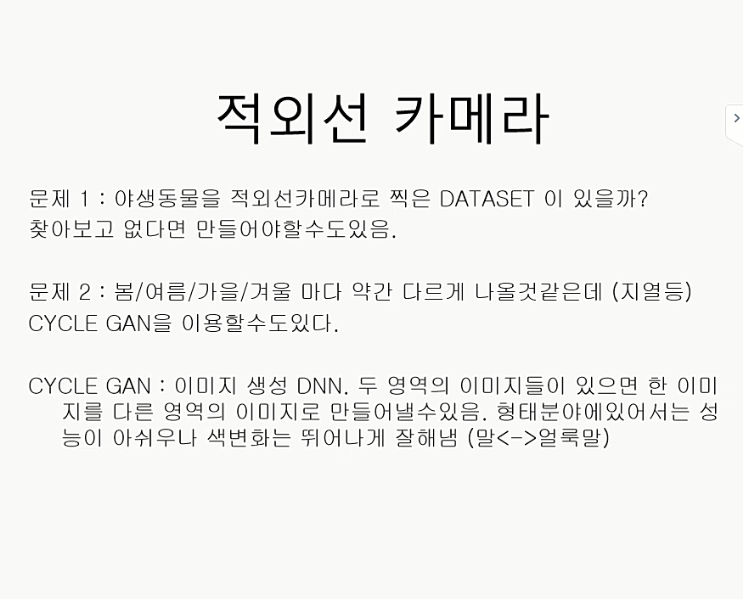 적외선 카메라
문제 1 : 야생동물을 적외선카메라로 찍은 DATASET 이 있을까?
찾아보고 없다면 만들어야할수도있음.
문제 2 : 봄/여름/가을/겨울 마다 약간 다르게 나올것같은데 (지열등)
CYCLE GAN을 이용할수도있다.
CYCLE GAN : 이미지 생성 DNN. 두 영역의 이미지들이 있으면 한 이미
지를 다른 영역의 이미지로 만들어낼수있음. 형태분야에있어서는 성
능이 아쉬우나 색변화는 뛰어나게 잘해냄 (말<->얼룩말)